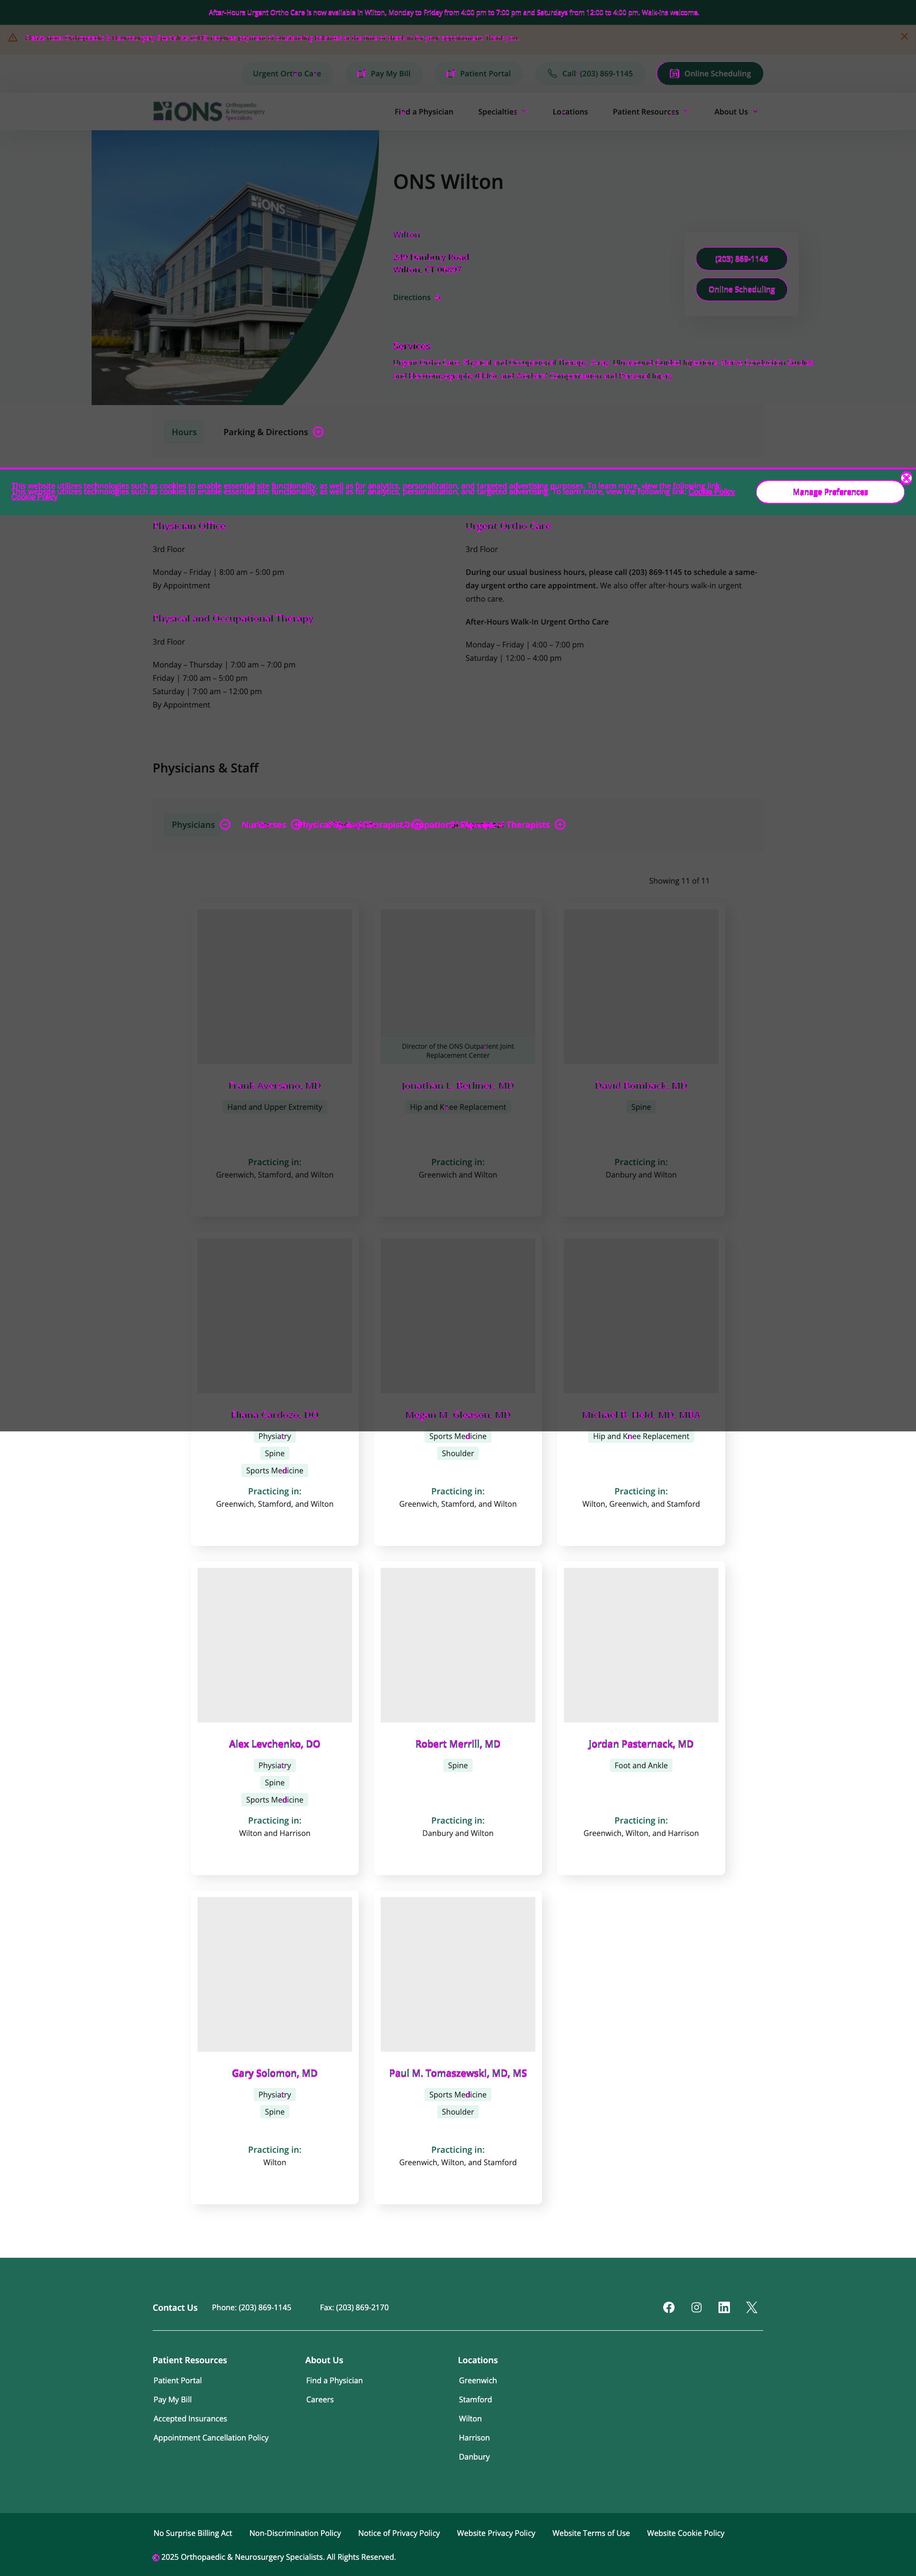 After-Hours Urgent Ortho Care is now available in Wilton, Monday to Friday from 4:00 pm to 7:00 pm and Saturdays from 12:00 to 4:00 pm. Walk-ins welcome.
Urgent Ortho Care
Pay My Bill
Patient Portal
Call: (203) 869-1145
Online Scheduling
ONS Orthopaedic
& Neurosurgery
Specialists
Find a Physician
Specialties
Locations
Patient Resources
About Us
ONS
ONS Wilton
Wilton
Danbury Road
Wilton, CT 06897
Directions
(203) 869-1145
Online Scheduling
Services
Hours
Parking & Directions
This website utilizes technologies such as cookies to enable essential site functionality, as well as for analytics, personalization, and targeted advertising purposes. To learn more, view the following link:
Cookie Policy
Manage Preferences
Physician Office
3rd Floor
Monday – Friday | 8:00 am – 5:00 pm
By Appointment
Physical and Occupational Therapy
3rd Floor
Monday – Thursday | 7:00 am – 7:00 pm
Friday | 7:00 am – 5:00 pm
Saturday | 7:00 am – 12:00 pm
By Appointment
Urgent Ortho Care
3rd Floor
During our usual business hours, please call (203) 869-1145 to schedule a same-
day urgent ortho care appointment. We also offer after-hours walk-in urgent
ortho care.
After-Hours Walk-In Urgent Ortho Care
Monday – Friday | 4:00 – 7:00 pm
Saturday | 12:00 – 4:00 pm
Physicians & Staff
Physicians
Therapists
Showing 11 of 11
Frank Aversano, MD
Hand and Upper Extremity
Practicing in:
Greenwich, Stamford, and Wilton
Director of the ONS Outpatient Joint
Replacement Center
Jonathan L. Berliner, MD
Hip and Knee Replacement
Practicing in:
Greenwich and Wilton
David Bomback, MD
Spine
Practicing in:
Danbury and Wilton
Eliana Cardozo, DO
Physiatry
Spine
Sports Medicine
Practicing in:
Greenwich, Stamford, and Wilton
Megan M. Gleason, MD
Sports Medicine
Shoulder
Practicing in:
Greenwich, Stamford, and Wilton
Michael B. Held, MD, MBA
Hip and Knee Replacement
Practicing in:
Wilton, Greenwich, and Stamford
Alex Levchenko, DO
Physiatry
Spine
Sports Medicine
Practicing in:
Wilton and Harrison
Robert Merrill, MD
Spine
Practicing in:
Danbury and Wilton
Jordan Pasternack, MD
Foot and Ankle
Practicing in:
Greenwich, Wilton, and Harrison
Gary Solomon, MD
Physiatry
Spine
Practicing in:
Wilton
Paul M. Tomaszewski, MD, MS
Sports Medicine
Shoulder
Practicing in:
Greenwich, Wilton, and Stamford
Contact Us
Phone: (203) 869-1145
Fax: (203) 869-2170
Patient Resources
Patient Portal
Pay My Bill
Accepted Insurances
Appointment Cancellation Policy
About Us
Find a Physician
Careers
Locations
Greenwich
Stamford
Wilton
Harrison
Danbury
No Surprise Billing Act
Non-Discrimination Policy
Notice of Privacy Policy
Website Privacy Policy
Website Terms of Use
Website Cookie Policy
© 2025 Orthopaedic & Neurosurgery Specialists. All Rights Reserved.